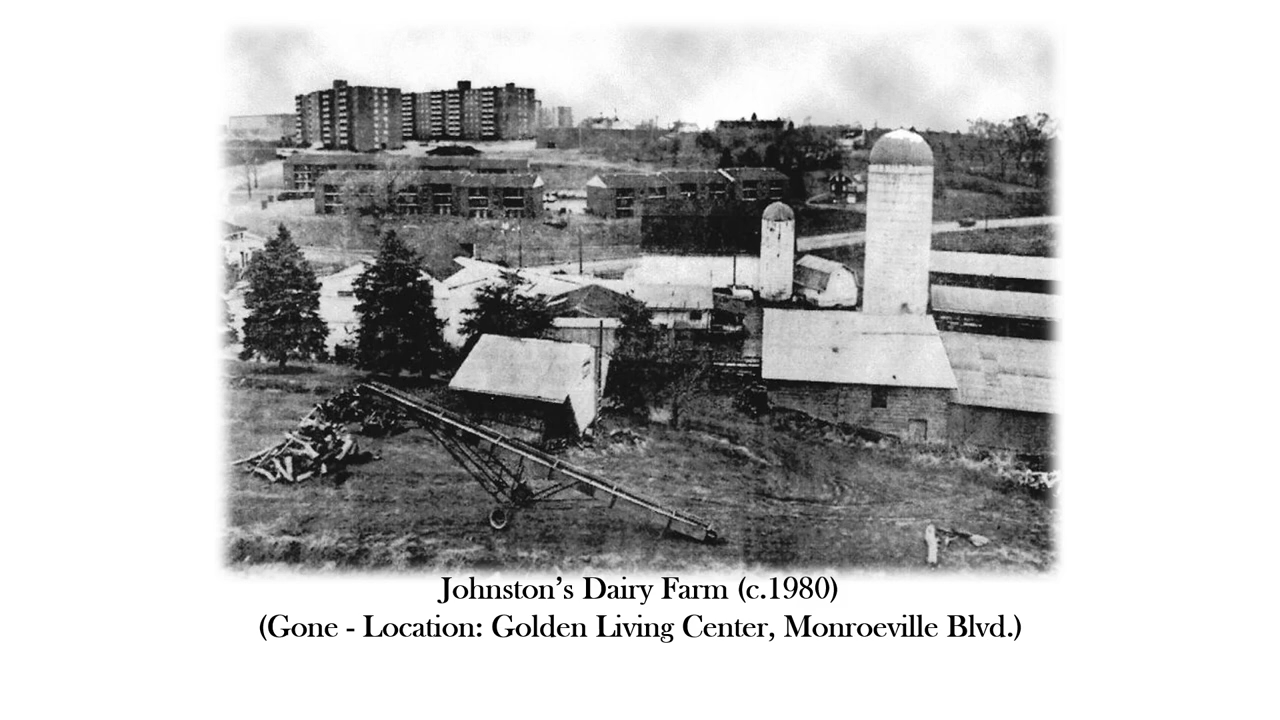 Johnston's Dairy Farm (c.1980)
(Gone - Location: Golden Living Center, Monroeville Blvd.)